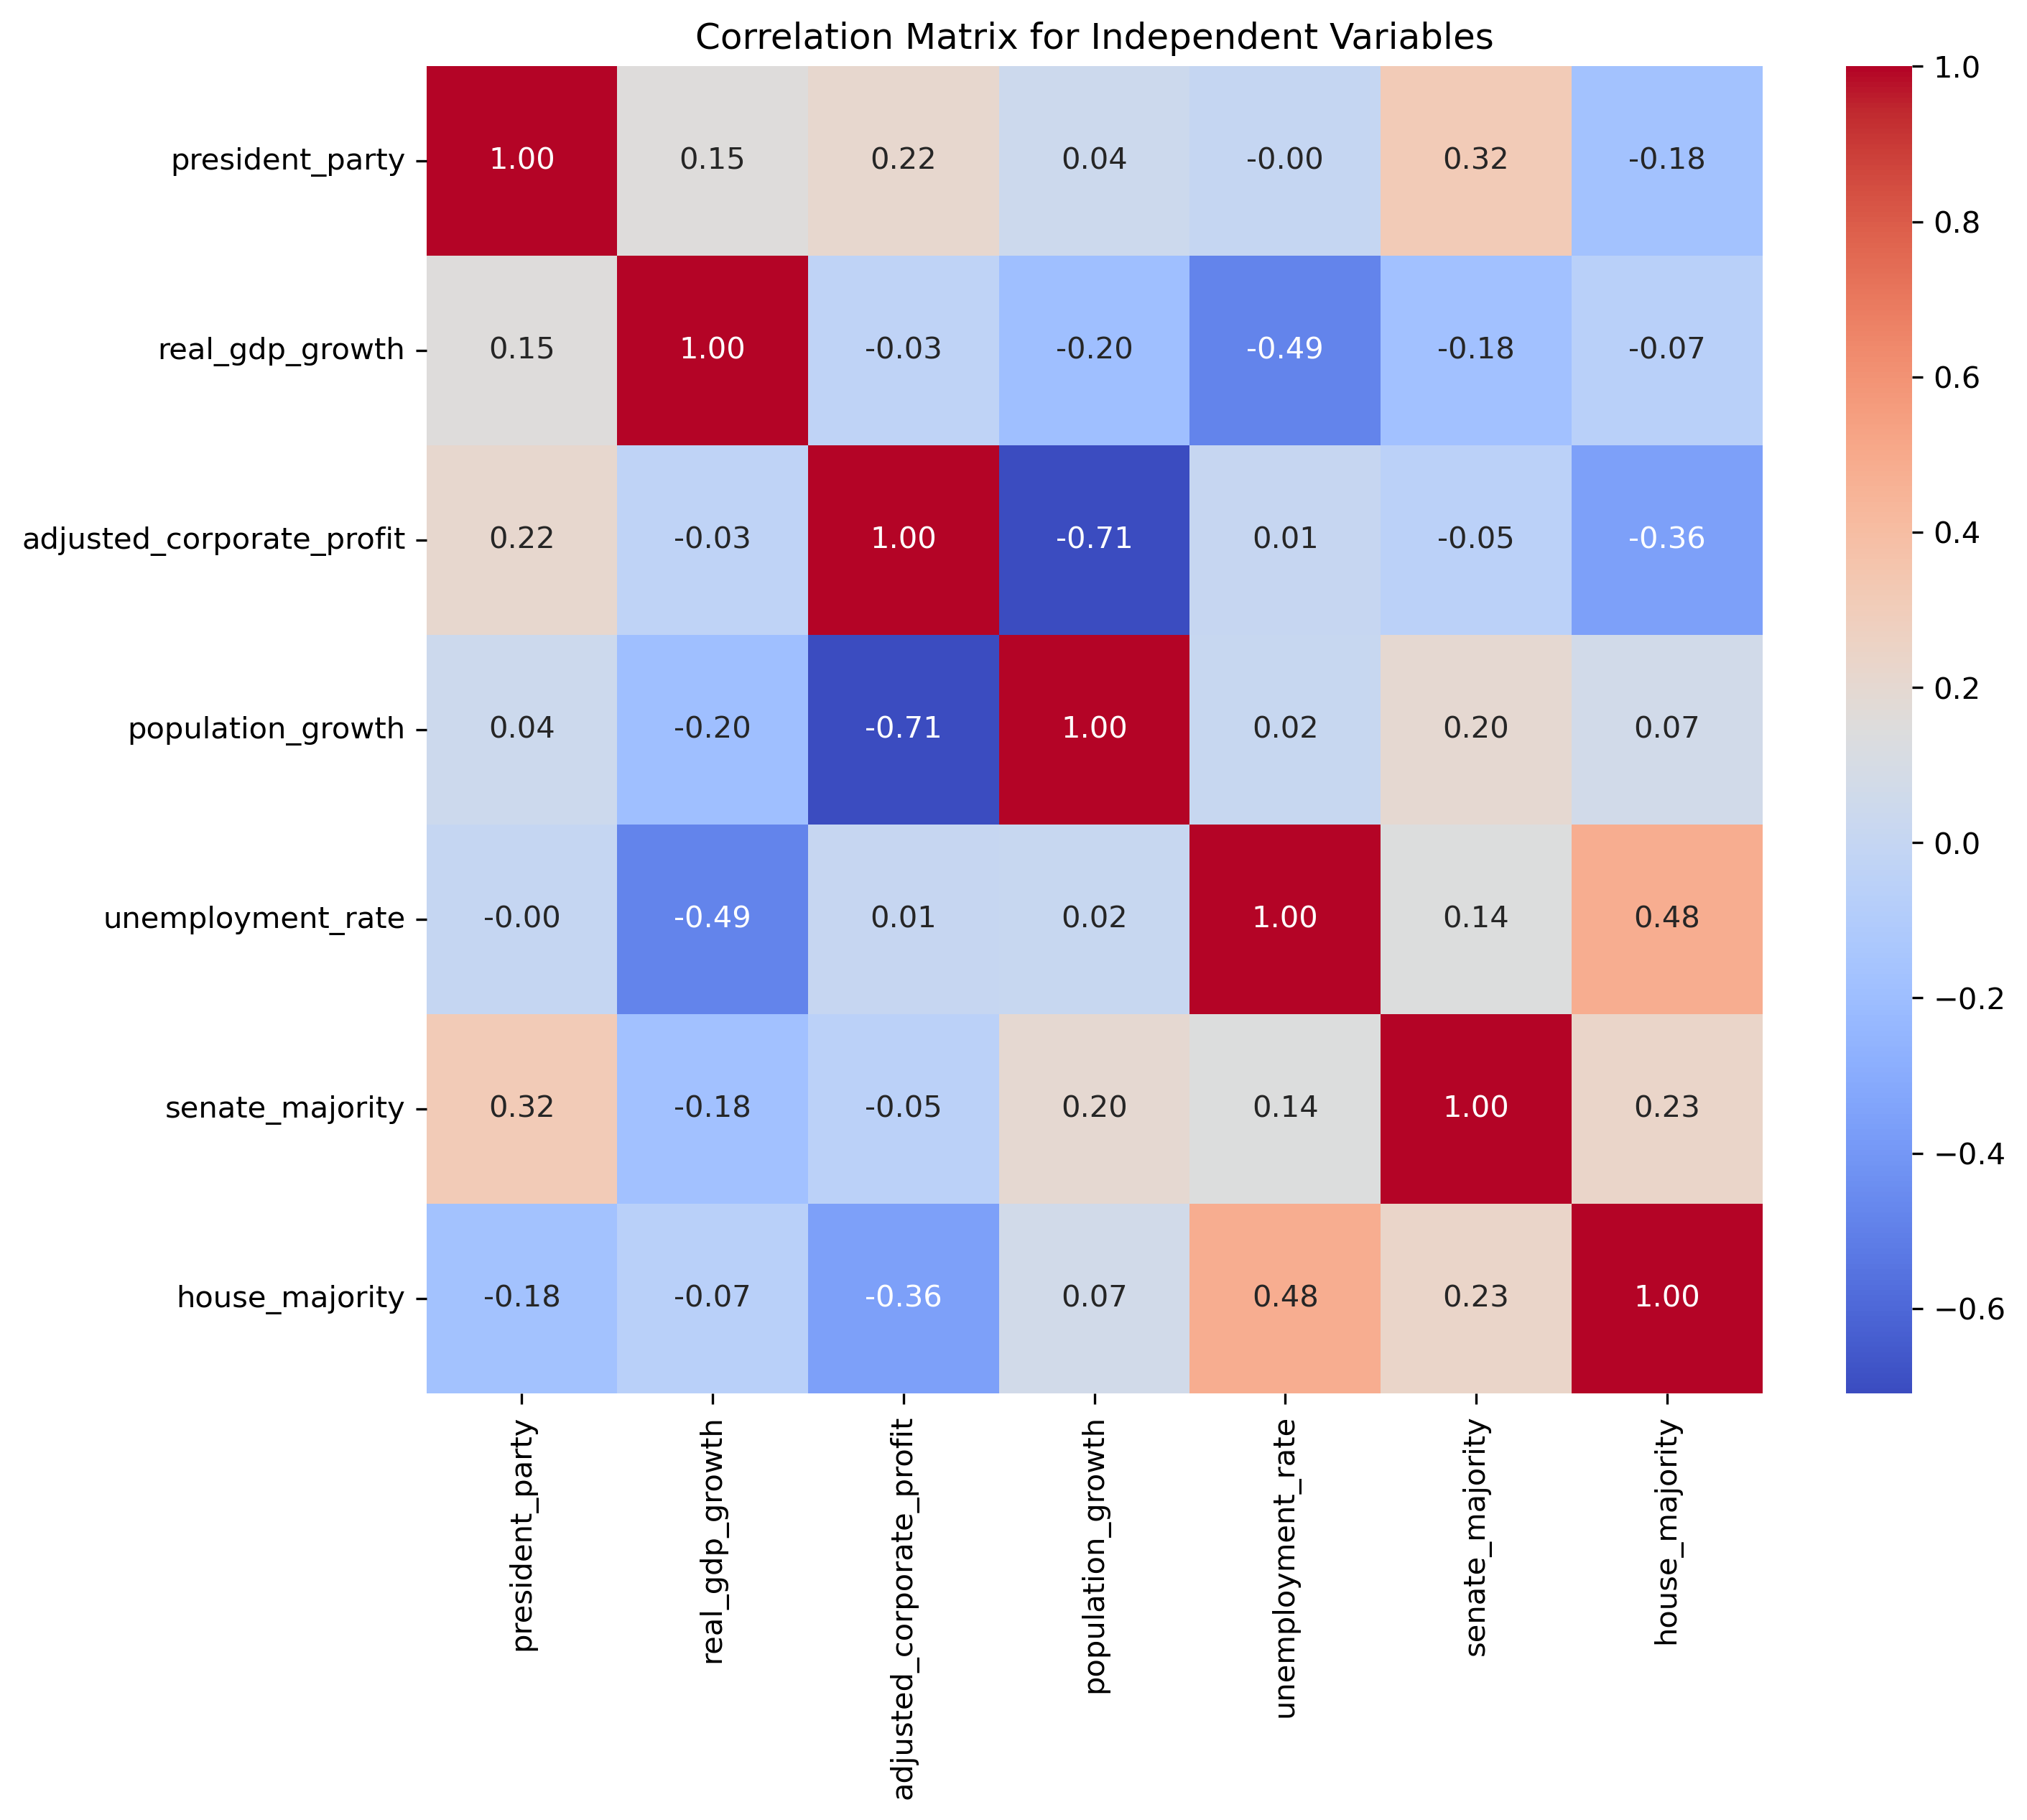 Correlation Matrix for Independent Variables
president_party 1.00 0.15 0.22 0.04 -0.00 0.32 -0.18
real_gdp_growth 0.15 1.00 -0.03 -0.20 -0.49 -0.18 -0.07
adjusted_corporate_profit 0.22 -0.03 1.00 -0.71 0.01 -0.05 -0.36
population_growth 0.04 -0.20 -0.71 1.00 0.02 0.20 0.07
unemployment_rate -0.00 -0.49 0.01 0.02 1.00 0.14 0.48
senate_majority 0.32 -0.18 -0.05 0.20 0.14 1.00 0.23
house_majority -0.18 -0.07 -0.36 0.07 0.48 0.23 1.00
president_party
real_gdp_growth
adjusted_corporate_profit
population_growth
unemployment_rate
senate_majority
house_majority
1.0
0.8
0.6
0.4
0.2
0.0
−0.2
−0.4
−0.6